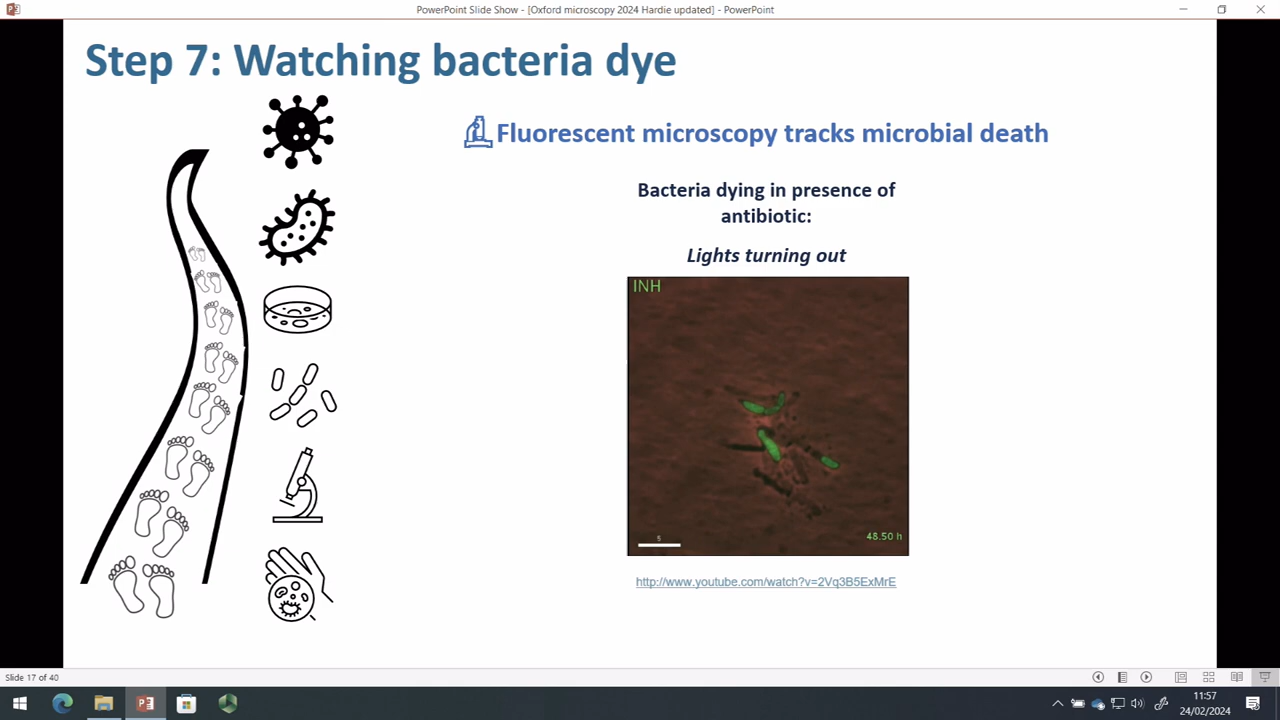 PowerPoint Slide Show - [Oxford microscopy 2024 Hardie updated] - PowerPoint
Step 7: Watching bacteria dye
Fluorescent microscopy tracks microbial death
Bacteria dying in presence of
antibiotic:
Lights turning out
INH
5
48.50 h
http://www.youtube.com/watch?v=2Vq3B5ExMrE
Slide 17 of 40
11:57
24/02/2024